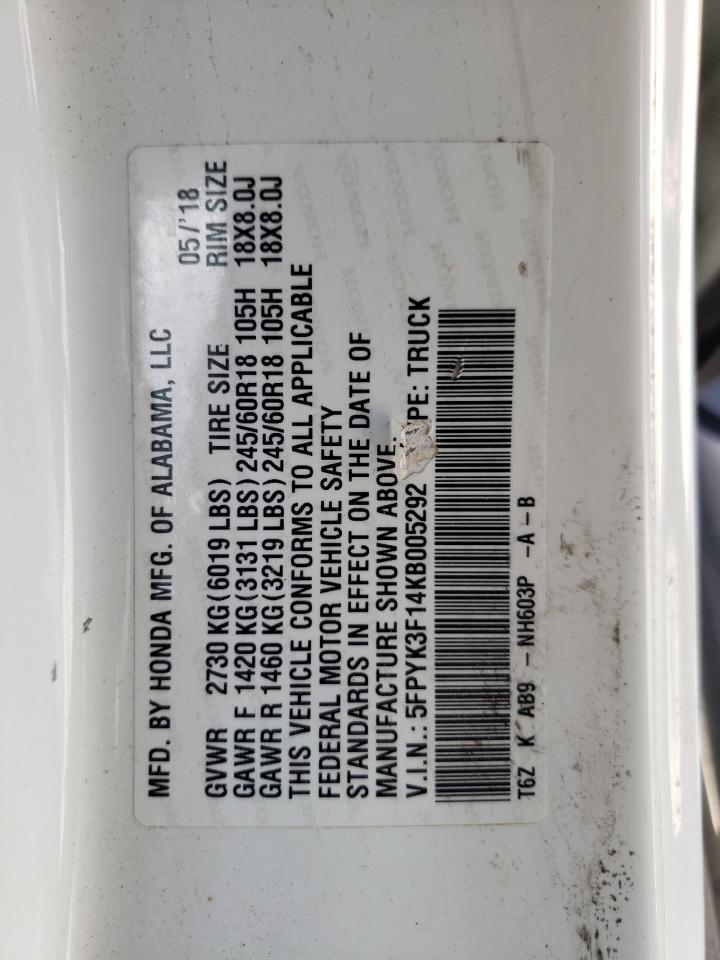 MFD. BY HONDA MFG. OF ALABAMA, LLC 05/'18
GVWR 2730 KG(6019 LBS) TIRE SIZE RIM SIZE
GAWR F 1420 KG(3131 LBS)245/60R18 105H 18X8.0J
GAWR R 1460 KG(3219 LBS)245/60R18 105H 18X8.0J
THIS VEHICLE CONFORMS TO ALL APPLICABLE
FEDERAL MOTOR VEHICLE SAFETY
STANDARDS IN EFFECT ON THE DATE OF
MANUFACTURE SHOWN ABOVE.
V.I.N.: 5FPYK3F14KB005292 PE: TRUCK
T6Z K AB9 - NH603P -A-B